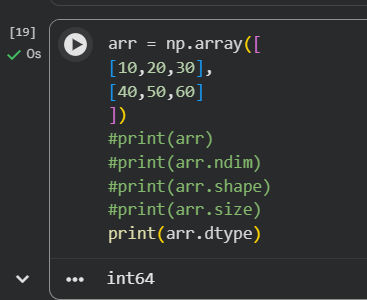 [19]
0s
arr = np.array([
[10,20,30],
[40,50,60]
])
#print(arr)
#print(arr.ndim)
#print(arr.shape)
#print(arr.size)
print(arr.dtype)
int64